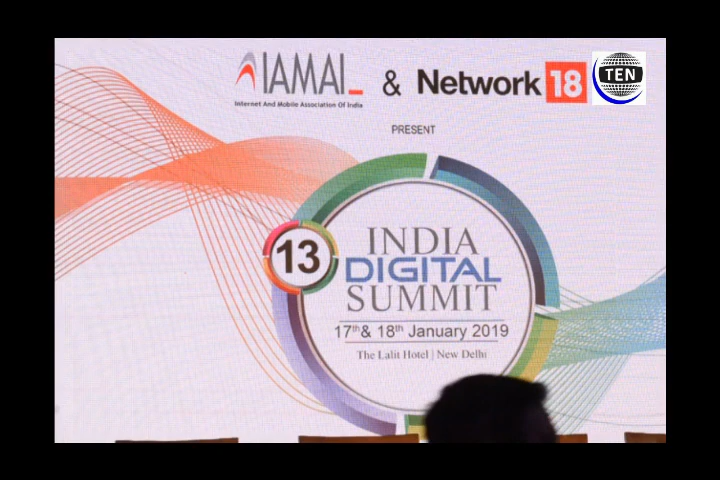 IAMAI & Network 18 TEN
Internet And Mobile Association Of India
PRESENT
13
INDIA
DIGITAL
SUMMIT
17th & 18th January 2019
The Lalit Hotel | New Delhi